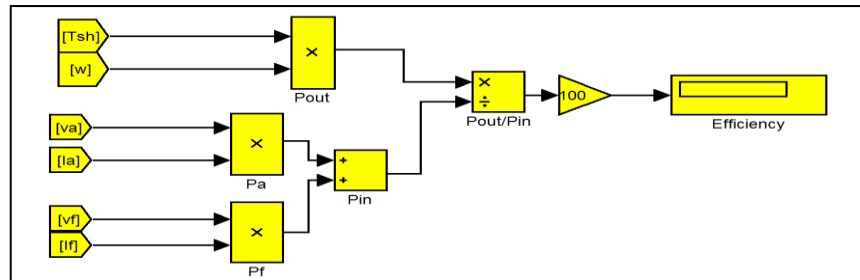 [Tsh]
[w]
×
Pout
[va]
[Ia]
×
Pa
[vf]
[If]
×
Pf
+
+
Pin
×
÷
Pout/Pin
100
Efficiency